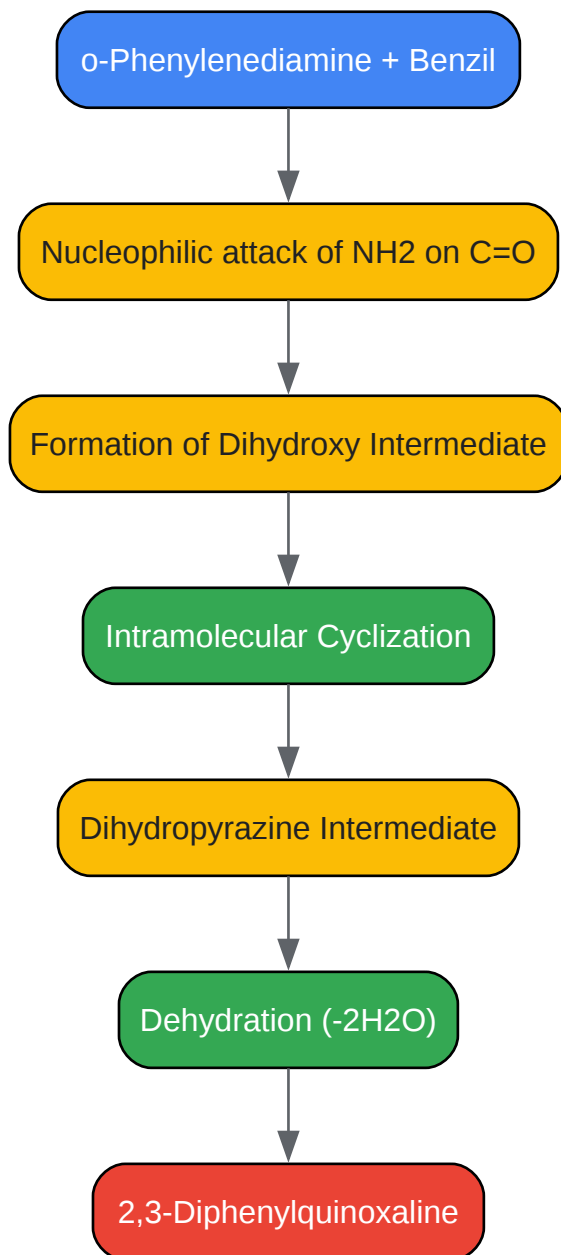 o-Phenylenediamine + Benzil
Nucleophilic attack of NH2 on C=O
Formation of Dihydroxy Intermediate
Intramolecular Cyclization
Dihydropyrazine Intermediate
Dehydration (-2H2O)
2,3-Diphenylquinoxaline